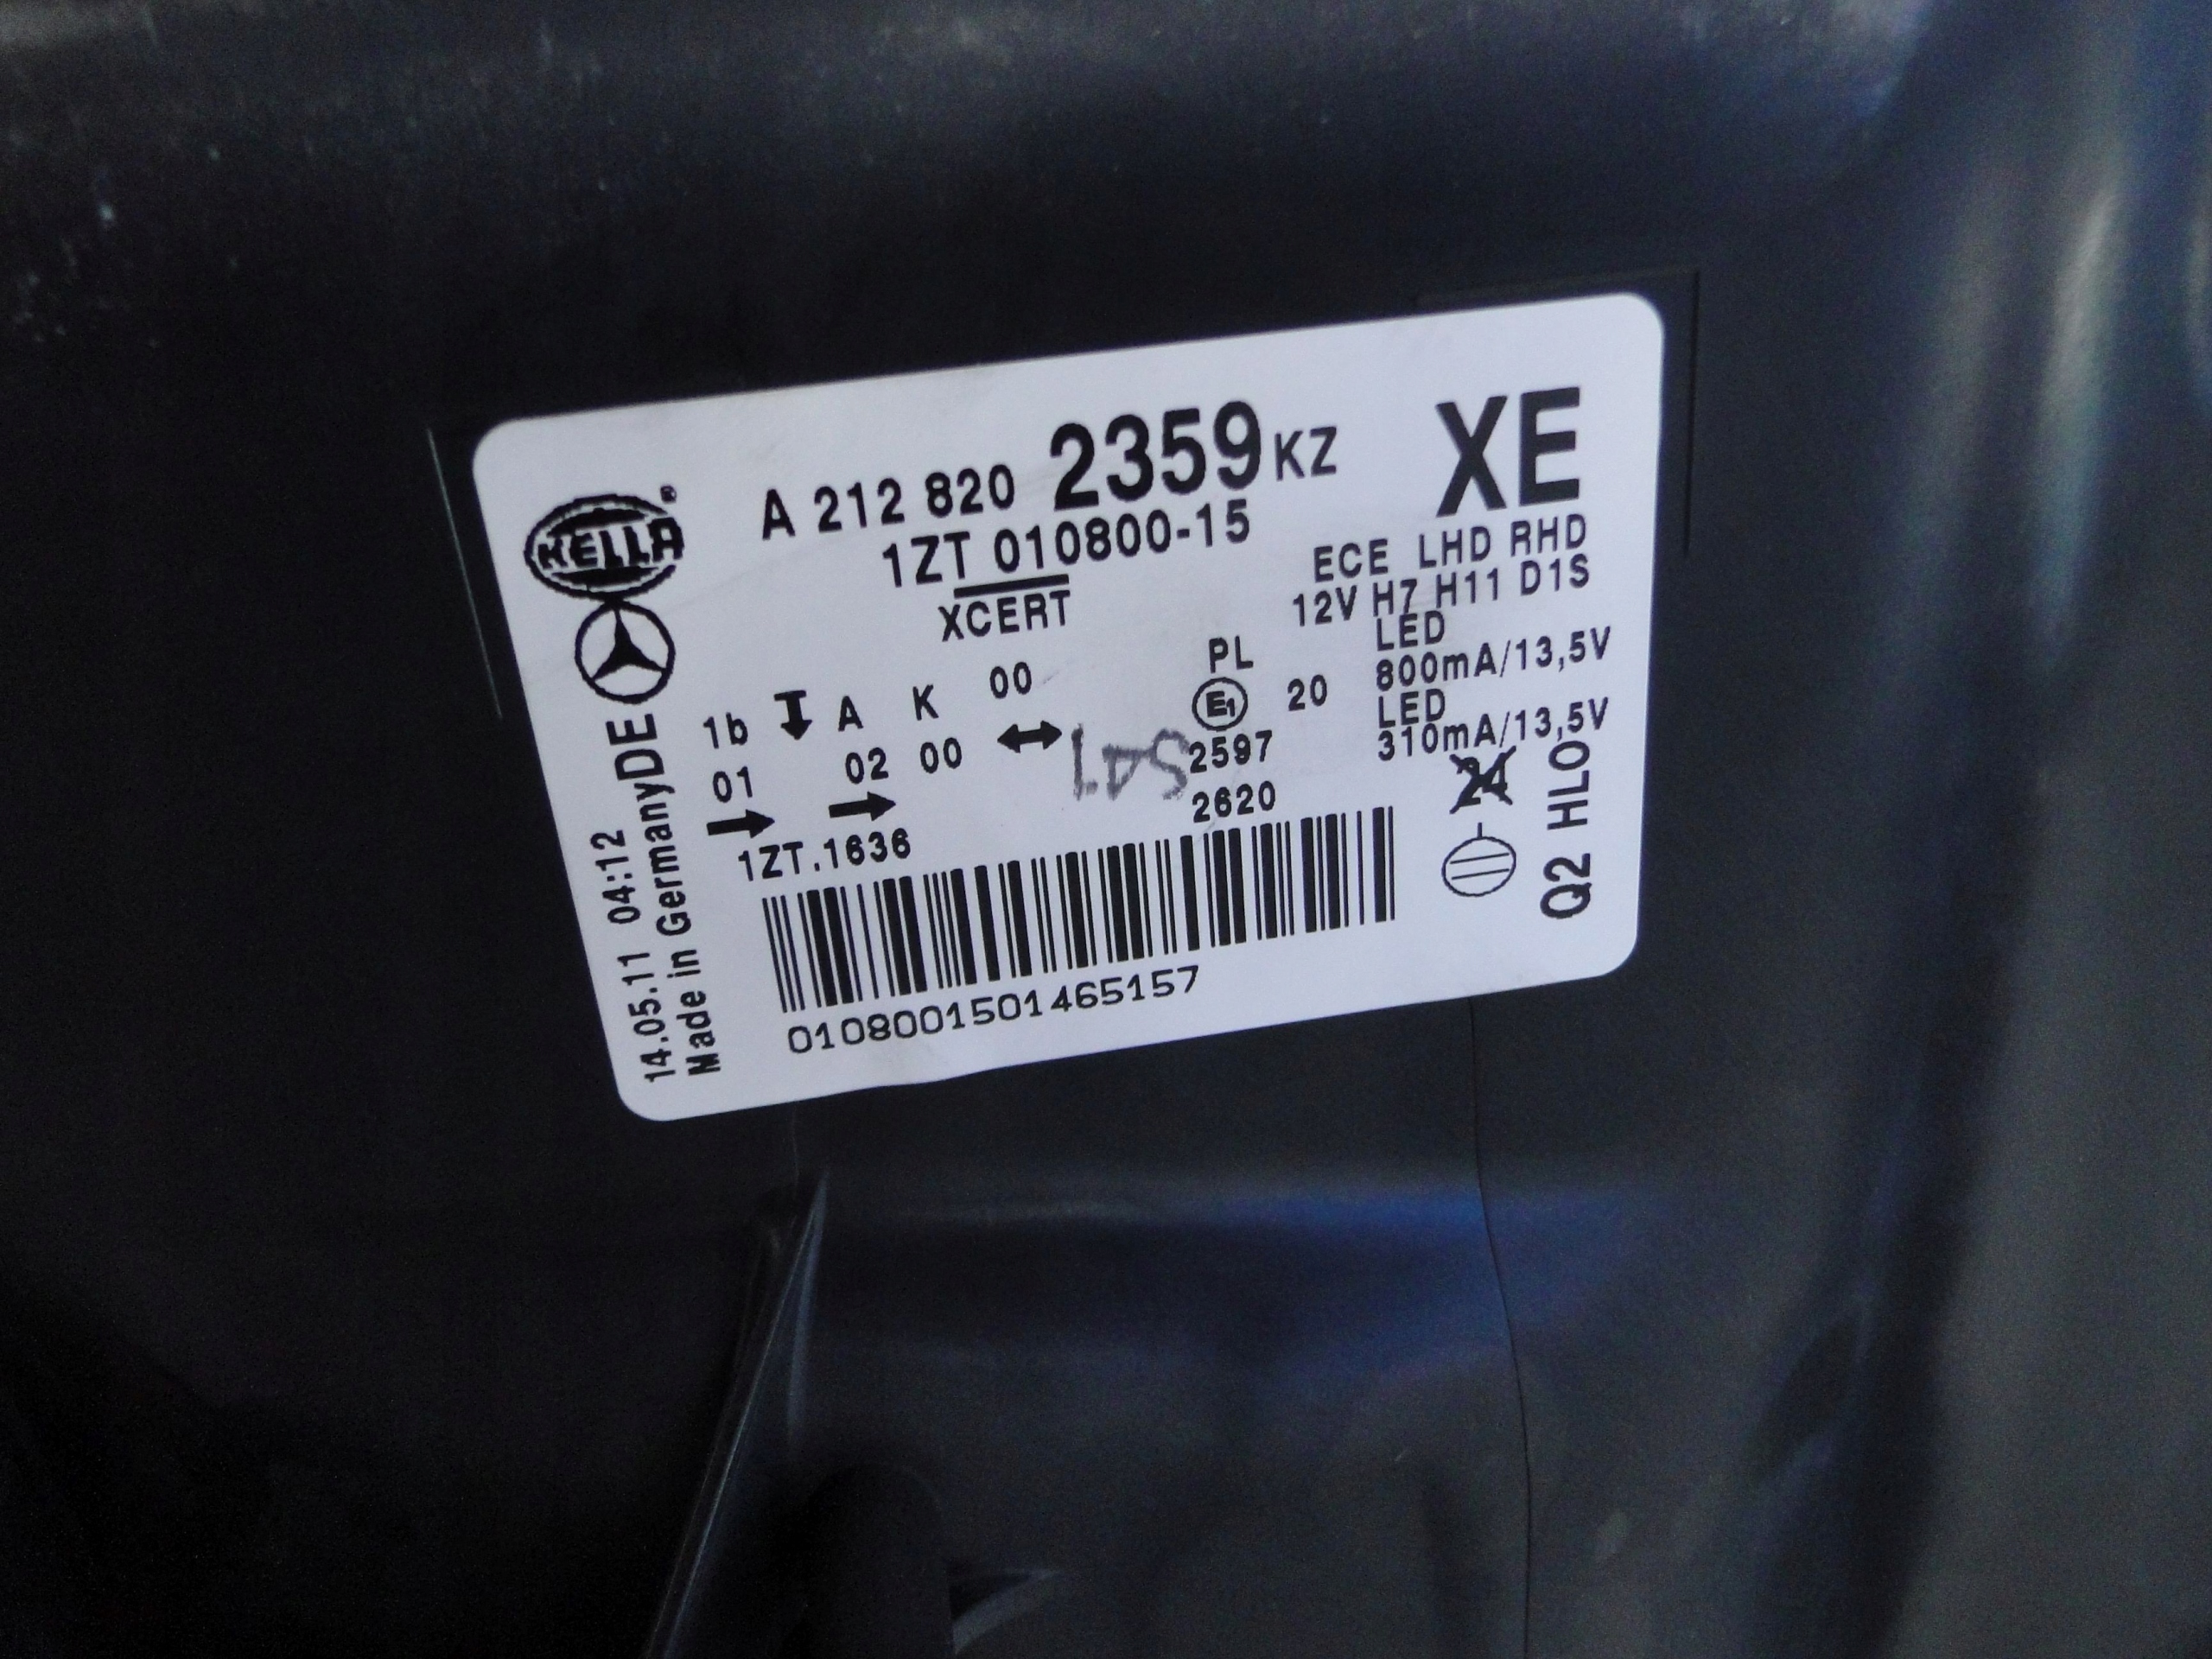 HELLA ®
A 212 820 2359 KZ
XE
1ZT 010800-15
XCERT
ECE LHD RHD
12V H7 H11 D1S
LED
800mA/13,5V
LED
310mA/13,5V
PL
E1 20
2597
2620
1b A K 00
01 02 00
1ZT.1636
24
Q2 HLO
0108001501465157
14.05.11 04:12
Made in Germany DE